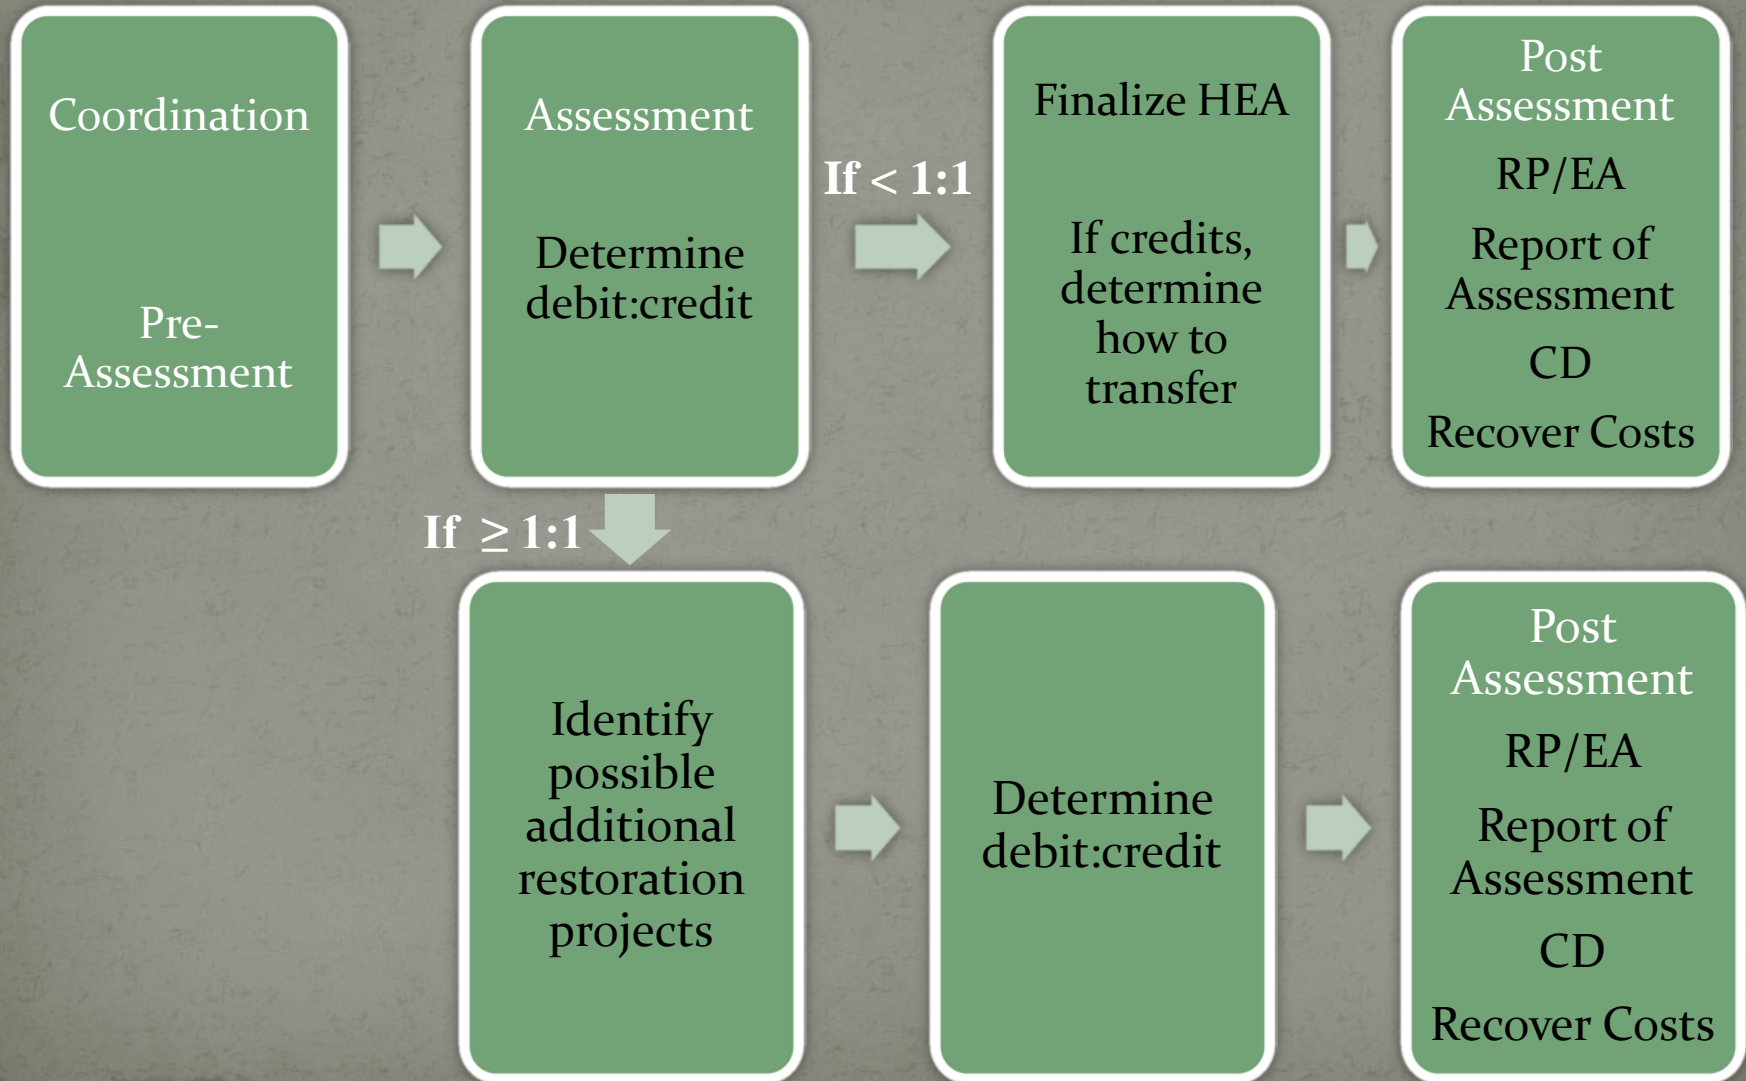 Coordination
Pre-
Assessment
Assessment
Determine
debit:credit
If < 1:1
Finalize HEA
If credits,
determine
how to
transfer
Post
Assessment
RP/EA
Report of
Assessment
CD
Recover Costs
If ≥ 1:1
Identify
possible
additional
restoration
projects
Determine
debit:credit
Post
Assessment
RP/EA
Report of
Assessment
CD
Recover Costs